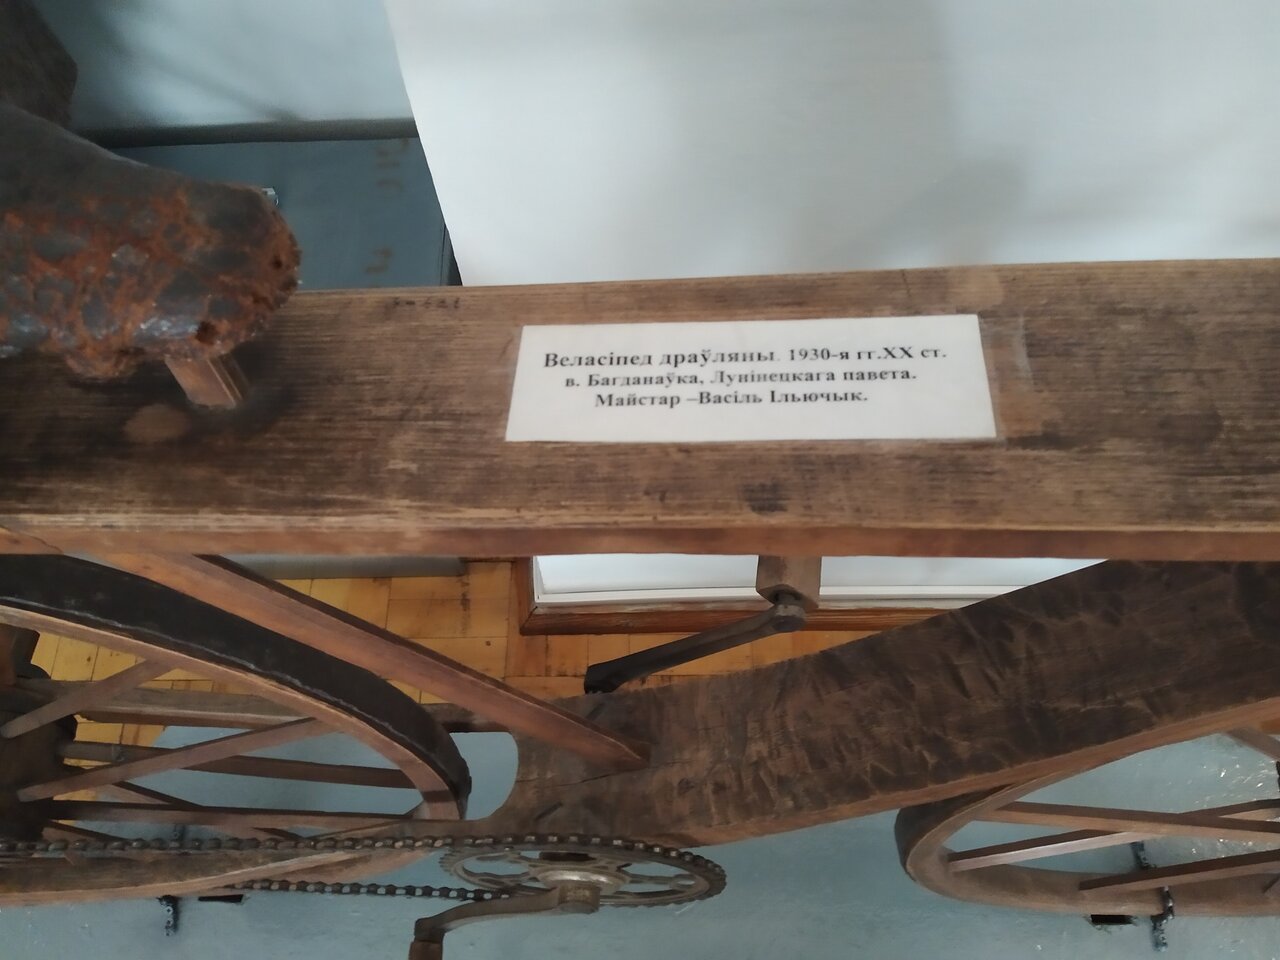 Веласіпед драўляны. 1930-я гг.XX ст.
в. Багданаўка, Лунінецкага павета.
Майстар –Васіль Ільючык.